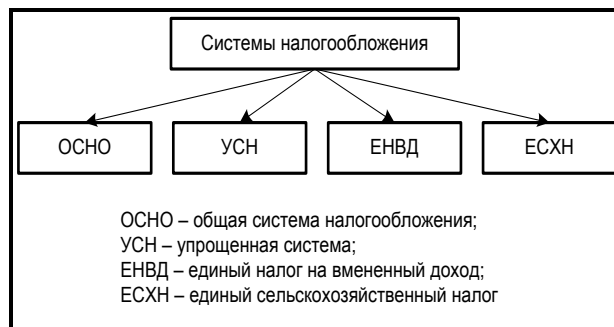 Системы налогообложения
ОСНО УСН ЕНВД ЕСХН
ОСНО – общая система налогообложения;
УСН – упрощенная система;
ЕНВД – единый налог на вмененный доход;
ЕСХН – единый сельскохозяйственный налог